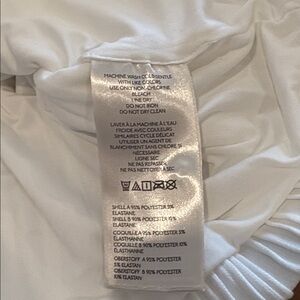 MACHINE WASH COLD GENTLE
WITH LIKE COLORS
USE ONLY NON-CHLORINE
BLEACH
LINE DRY
DO NOT IRON
DO NOT DRY CLEAN
LAVER À LA MACHINE À L'EAU
FROIDE AVEC COULEURS
SIMILAIRES CYCLE DÉLICAT
UTILISER UN AGENT DE
BLANCHIMENT SANS CHLORE SI
NÉCESSAIRE
LIGNE SEC
NE PAS REPASSER
NE PAS NETTOYER À SEC
SHELL A 95% POLYESTER 5%
ELASTANE
SHELL B 90% POLYESTER 10%
ELASTANE
COQUILLE A 95% POLYESTER 5%
ÉLASTHANNE
COQUILLE B 90% POLYESTER 10%
ÉLASTHANNE
OBERSTOFF A 95% POLYESTER
5% ELASTAN
OBERSTOFF B 90% POLYESTER
10% ELASTAN